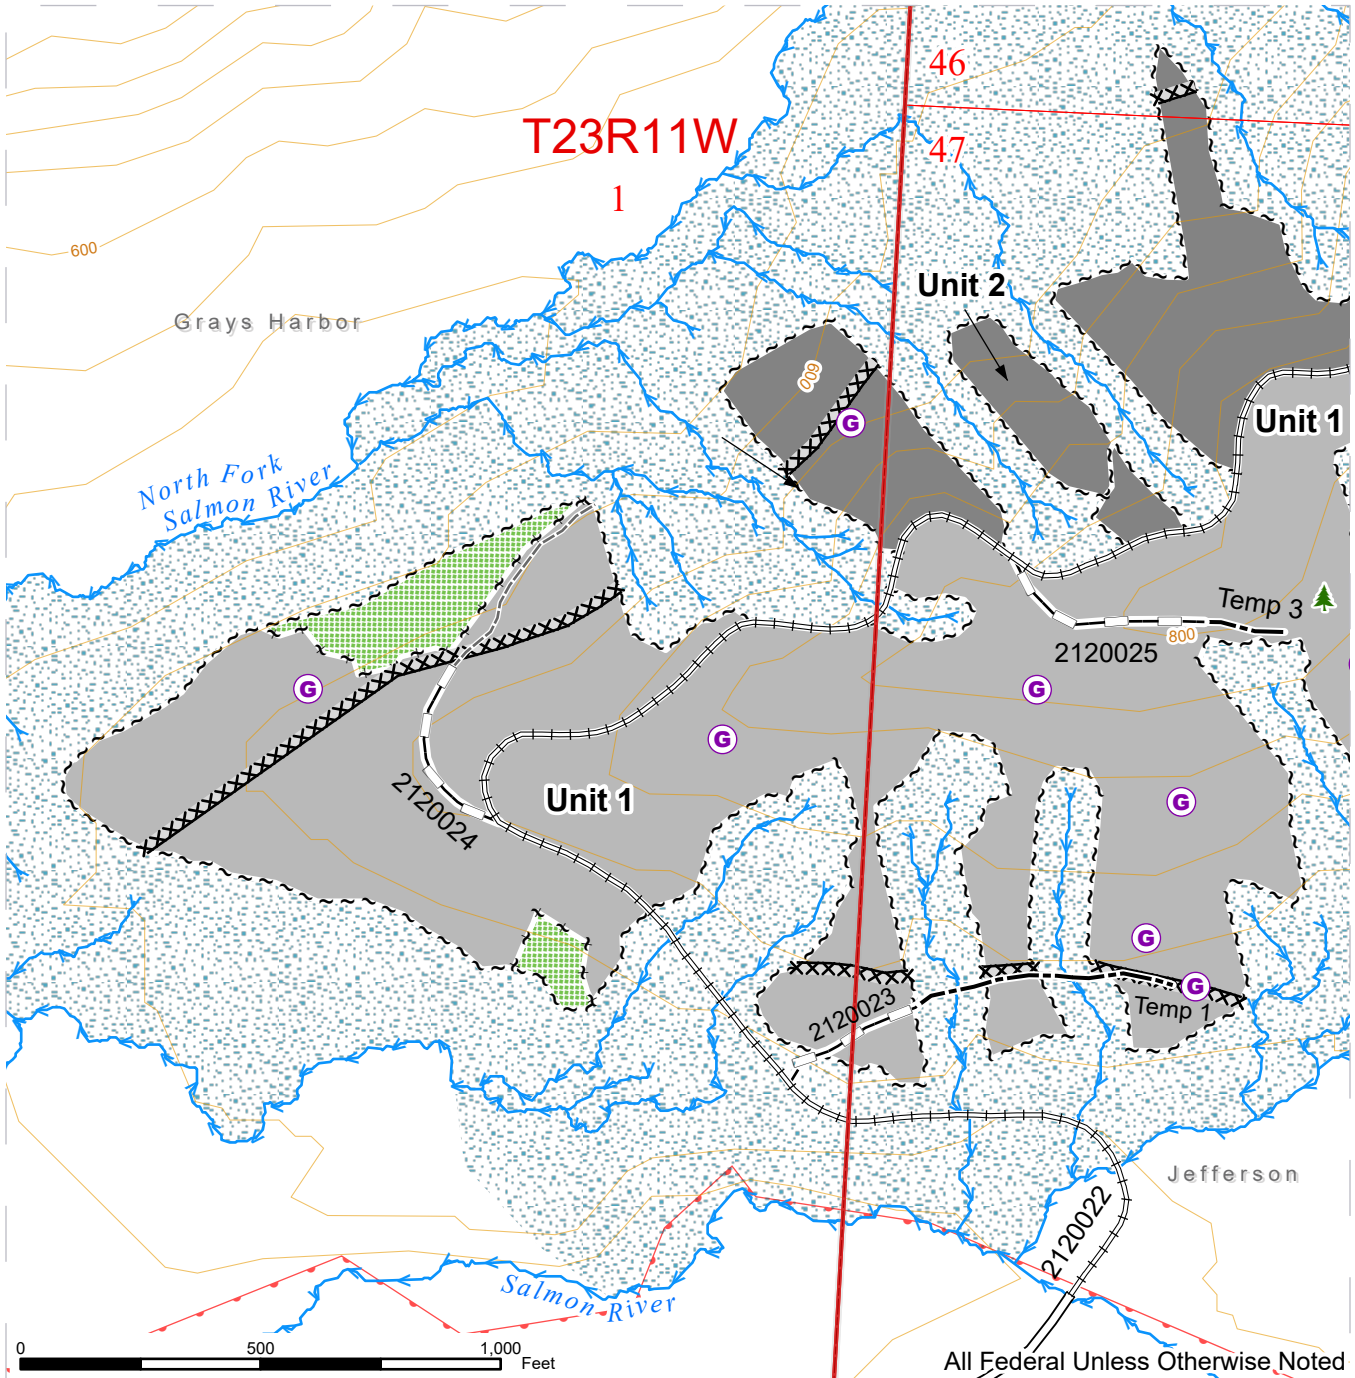 46
T23R11W
47
1
600
Unit 2
Grays Harbor
600
Unit 1
G
North Fork
Salmon River
Temp 3
800
2120025
G
G
G
2120024
Unit 1
G
G
G
2120023
Temp 1
Jefferson
2120022
Salmon River
0 500 1,000
Feet
All Federal Unless Otherwise Noted